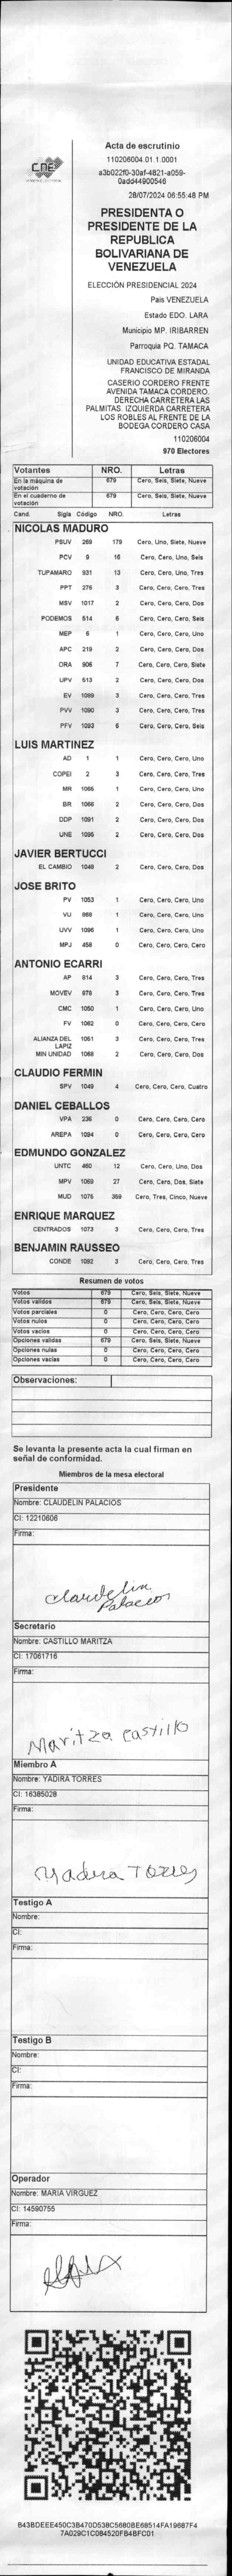 CNE
Acta de escrutinio
110206004.01.1.0001
a3b022f0-30af-4821-a059-
0add44900546
28/07/2024 06:55:48 PM
PRESIDENTA O
PRESIDENTE DE LA
REPUBLICA
BOLIVARIANA DE
VENEZUELA
ELECCIÓN PRESIDENCIAL 2024
Pais VENEZUELA
Estado EDO. LARA
Municipio MP. IRIBARREN
Parroquia PQ. TAMACA
UNIDAD EDUCATIVA ESTADAL
FRANCISCO DE MIRANDA
CASERIO CORDERO FRENTE
AVENIDA TAMACA CORDERO.
DERECHA CARRETERA LAS
PALMITAS. IZQUIERDA CARRETERA
LOS ROBLES AL FRENTE DE LA
BODEGA CORDERO CASA
110206004
970 Electores
Votantes NRO. Letras
En la máquina de votación 679 Cero, Seis, Siete, Nueve
En el cuaderno de votación 679 Cero, Seis, Siete, Nueve
Cand. Sigla Código NRO. Letras
NICOLAS MADURO
PSUV 269 179 Cero, Uno, Siete, Nueve
PCV 9 16 Cero, Cero, Uno, Seis
TUPAMARO 931 13 Cero, Cero, Uno, Tres
PPT 276 3 Cero, Cero, Cero, Tres
MSV 1017 2 Cero, Cero, Cero, Dos
PODEMOS 514 6 Cero, Cero, Cero, Seis
MEP 6 1 Cero, Cero, Cero, Uno
APC 219 2 Cero, Cero, Cero, Dos
ORA 906 7 Cero, Cero, Cero, Siete
UPV 513 2 Cero, Cero, Cero, Dos
EV 1089 3 Cero, Cero, Cero, Tres
PVV 1090 3 Cero, Cero, Cero, Tres
PFV 1093 6 Cero, Cero, Cero, Seis
LUIS MARTINEZ
AD 1 1 Cero, Cero, Cero, Uno
COPEI 2 3 Cero, Cero, Cero, Tres
MR 1065 1 Cero, Cero, Cero, Uno
BR 1066 2 Cero, Cero, Cero, Dos
DDP 1091 2 Cero, Cero, Cero, Dos
UNE 1095 2 Cero, Cero, Cero, Dos
JAVIER BERTUCCI
EL CAMBIO 1048 2 Cero, Cero, Cero, Dos
JOSE BRITO
PV 1053 1 Cero, Cero, Cero, Uno
VU 868 1 Cero, Cero, Cero, Uno
UVV 1096 1 Cero, Cero, Cero, Uno
MPJ 458 0 Cero, Cero, Cero, Cero
ANTONIO ECARRI
AP 914 3 Cero, Cero, Cero, Tres
MOVEV 979 3 Cero, Cero, Cero, Tres
CMC 1050 1 Cero, Cero, Cero, Uno
FV 1062 0 Cero, Cero, Cero, Cero
ALIANZA DEL LAPIZ 1051 3 Cero, Cero, Cero, Tres
MIN UNIDAD 1068 2 Cero, Cero, Cero, Dos
CLAUDIO FERMIN
SPV 1049 4 Cero, Cero, Cero, Cuatro
DANIEL CEBALLOS
VPA 236 0 Cero, Cero, Cero, Cero
AREPA 1094 0 Cero, Cero, Cero, Cero
EDMUNDO GONZALEZ
UNTC 460 12 Cero, Cero, Uno, Dos
MPV 1069 27 Cero, Cero, Dos, Siete
MUD 1075 359 Cero, Tres, Cinco, Nueve
ENRIQUE MARQUEZ
CENTRADOS 1073 3 Cero, Cero, Cero, Tres
BENJAMIN RAUSSEO
CONDE 1092 3 Cero, Cero, Cero, Tres
Resumen de votos
Votos 679 Cero, Seis, Siete, Nueve
Votos validos 679 Cero, Seis, Siete, Nueve
Votos parciales 0 Cero, Cero, Cero, Cero
Votos nulos 0 Cero, Cero, Cero, Cero
Votos vacios 0 Cero, Cero, Cero, Cero
Opciones validas 679 Cero, Seis, Siete, Nueve
Opciones nulas 0 Cero, Cero, Cero, Cero
Opciones vacias 0 Cero, Cero, Cero, Cero
Observaciones:
Se levanta la presente acta la cual firman en
señal de conformidad.
Miembros de la mesa electoral
Presidente
Nombre: CLAUDELIN PALACIOS
CI: 12210606
Firma:
Claudelin
Palacios
Secretario
Nombre: CASTILLO MARITZA
CI: 17061716
Firma:
Maritza Castillo
Miembro A
Nombre: YADIRA TORRES
CI: 16385028
Firma:
Yadira Torres
Testigo A
Nombre:
CI:
Firma:
Testigo B
Nombre:
CI:
Firma:
Operador
Nombre: MARIA VIRGUEZ
CI: 14590755
Firma:
B43BDEEE450C3B470D538C5680BE68514FA19687F4
7A029C1C084520FB4BFC01